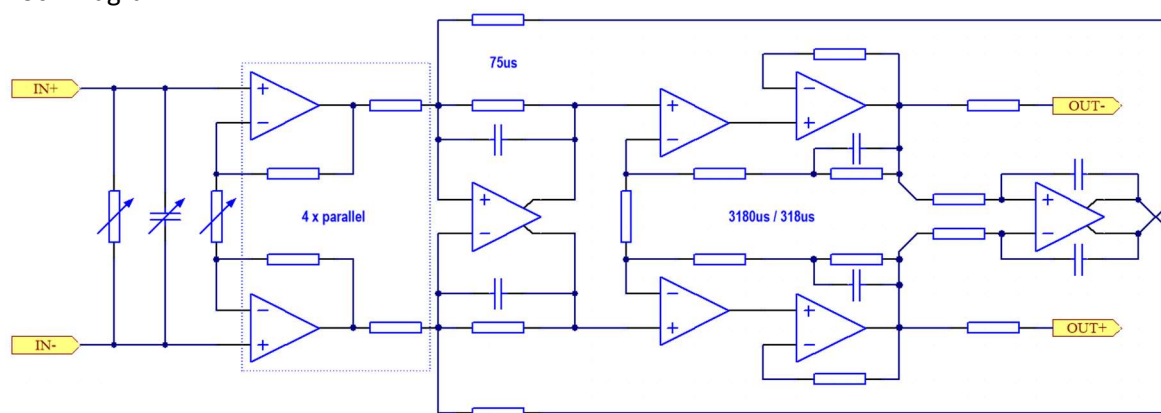 75us
IN+
OUT-
4 x parallel
3180us / 318us
IN-
OUT+